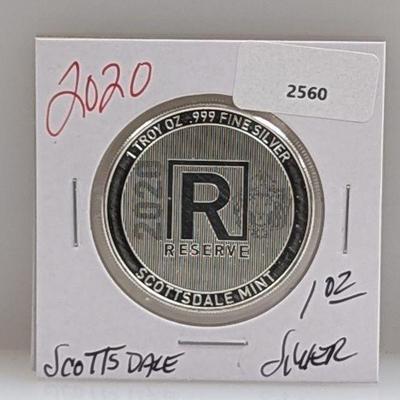 2020
2560
1 TROY OZ .999 FINE SILVER
2020
R
RESERVE
SCOTTSDALE MINT
1 OZ
SCOTTSDALE
SILVER